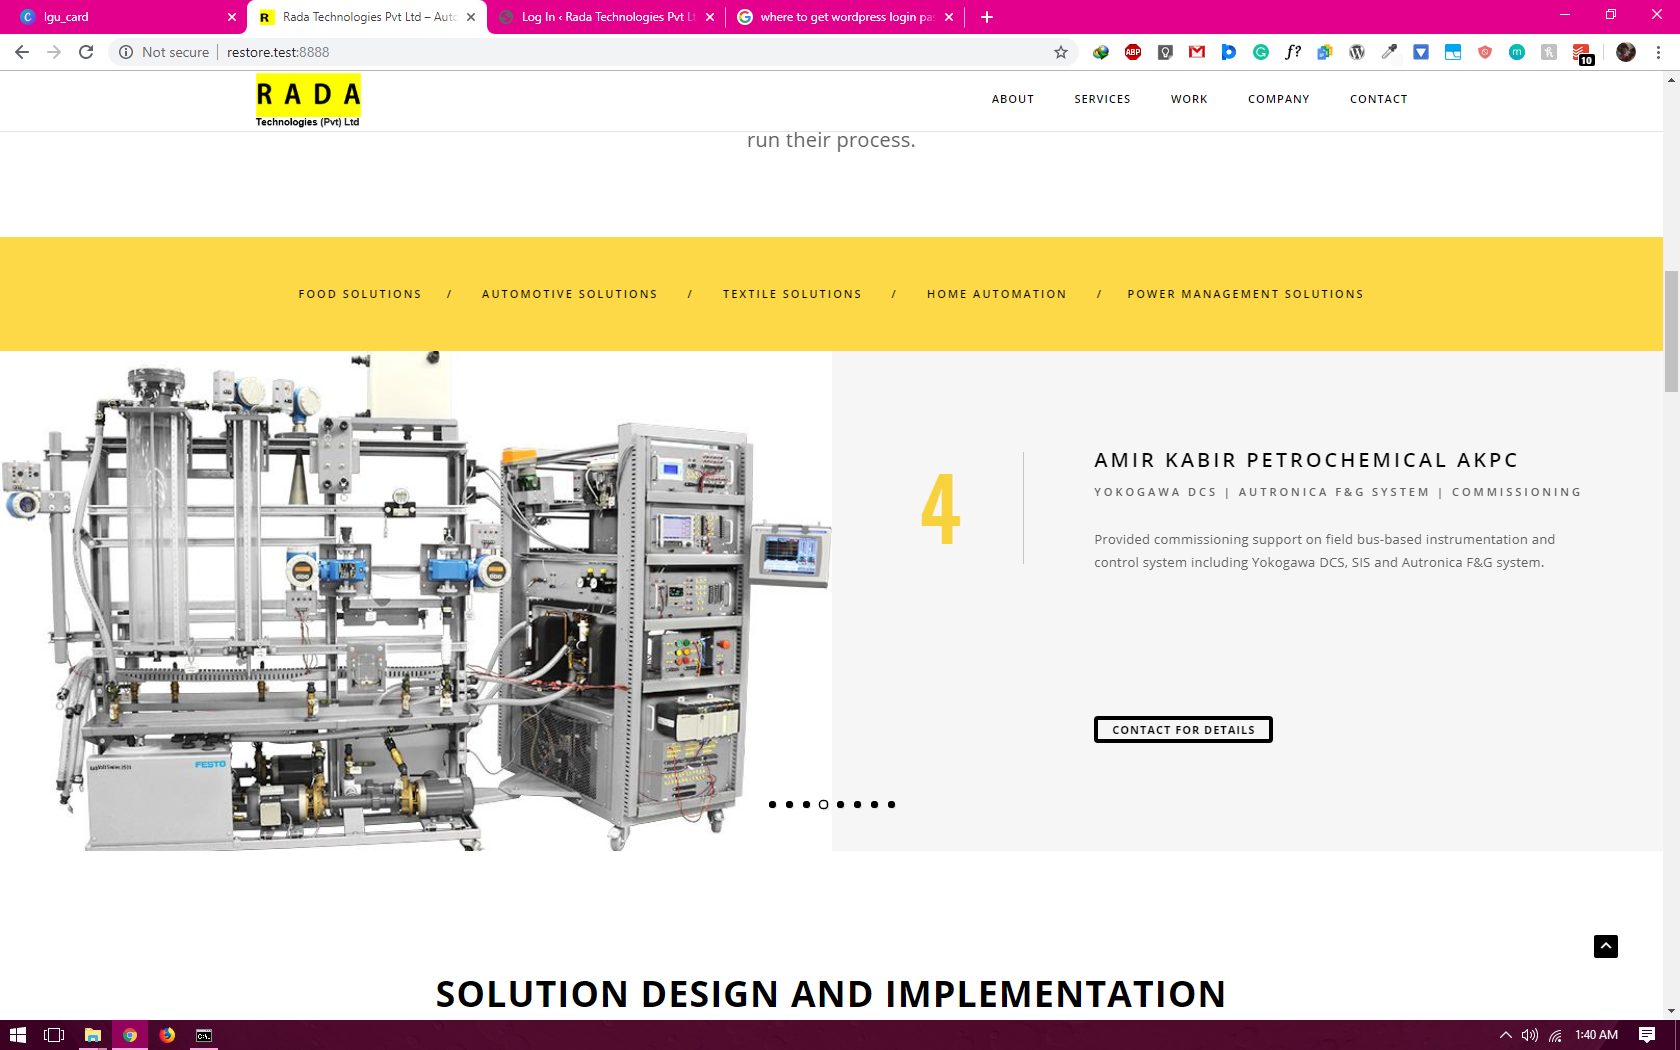 lgu_card
Rada Technologies Pvt Ltd – Auto
Log In ‹ Rada Technologies Pvt Lt
where to get wordpress login pa
Not secure
restore.test:8888
ABP
f?
10
RADA
Technologies (Pvt) Ltd
ABOUT
SERVICES
WORK
COMPANY
CONTACT
run their process.
FOOD SOLUTIONS / AUTOMOTIVE SOLUTIONS / TEXTILE SOLUTIONS / HOME AUTOMATION / POWER MANAGEMENT SOLUTIONS
FESTO
4
AMIR KABIR PETROCHEMICAL AKPC
YOKOGAWA DCS | AUTRONICA F&G SYSTEM | COMMISSIONING
Provided commissioning support on field bus-based instrumentation and
control system including Yokogawa DCS, SIS and Autronica F&G system.
CONTACT FOR DETAILS
SOLUTION DESIGN AND IMPLEMENTATION
1:40 AM